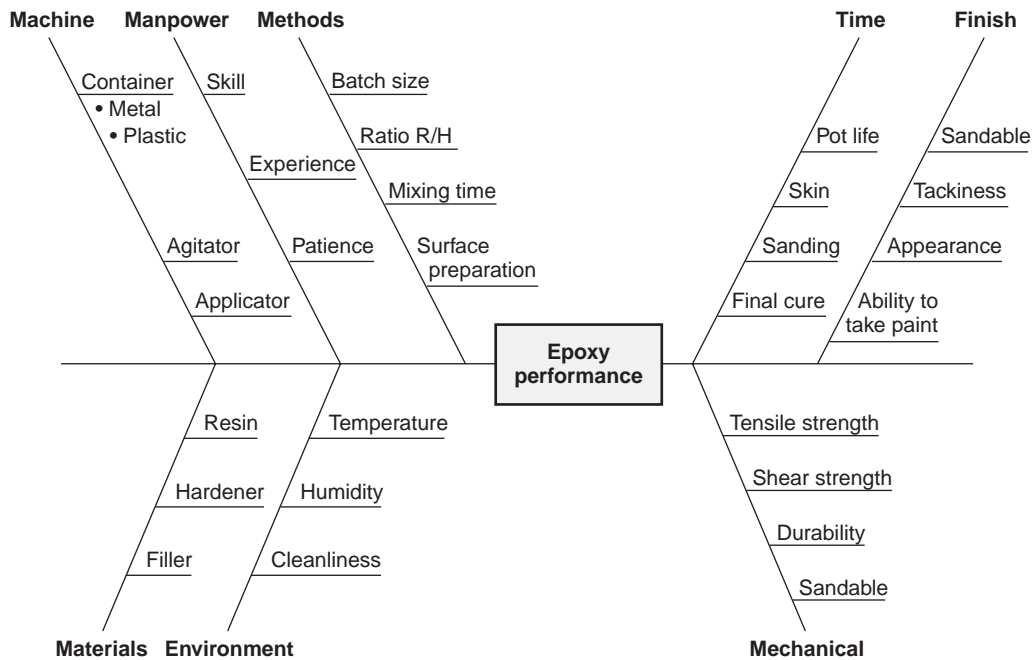 Machine
Manpower
Methods
Time
Finish
Container
• Metal
• Plastic
Agitator
Applicator
Skill
Experience
Patience
Batch size
Ratio R/H
Mixing time
Surface
preparation
Pot life
Skin
Sanding
Final cure
Sandable
Tackiness
Appearance
Ability to
take paint
Epoxy
performance
Resin
Hardener
Filler
Temperature
Humidity
Cleanliness
Tensile strength
Shear strength
Durability
Sandable
Materials
Environment
Mechanical